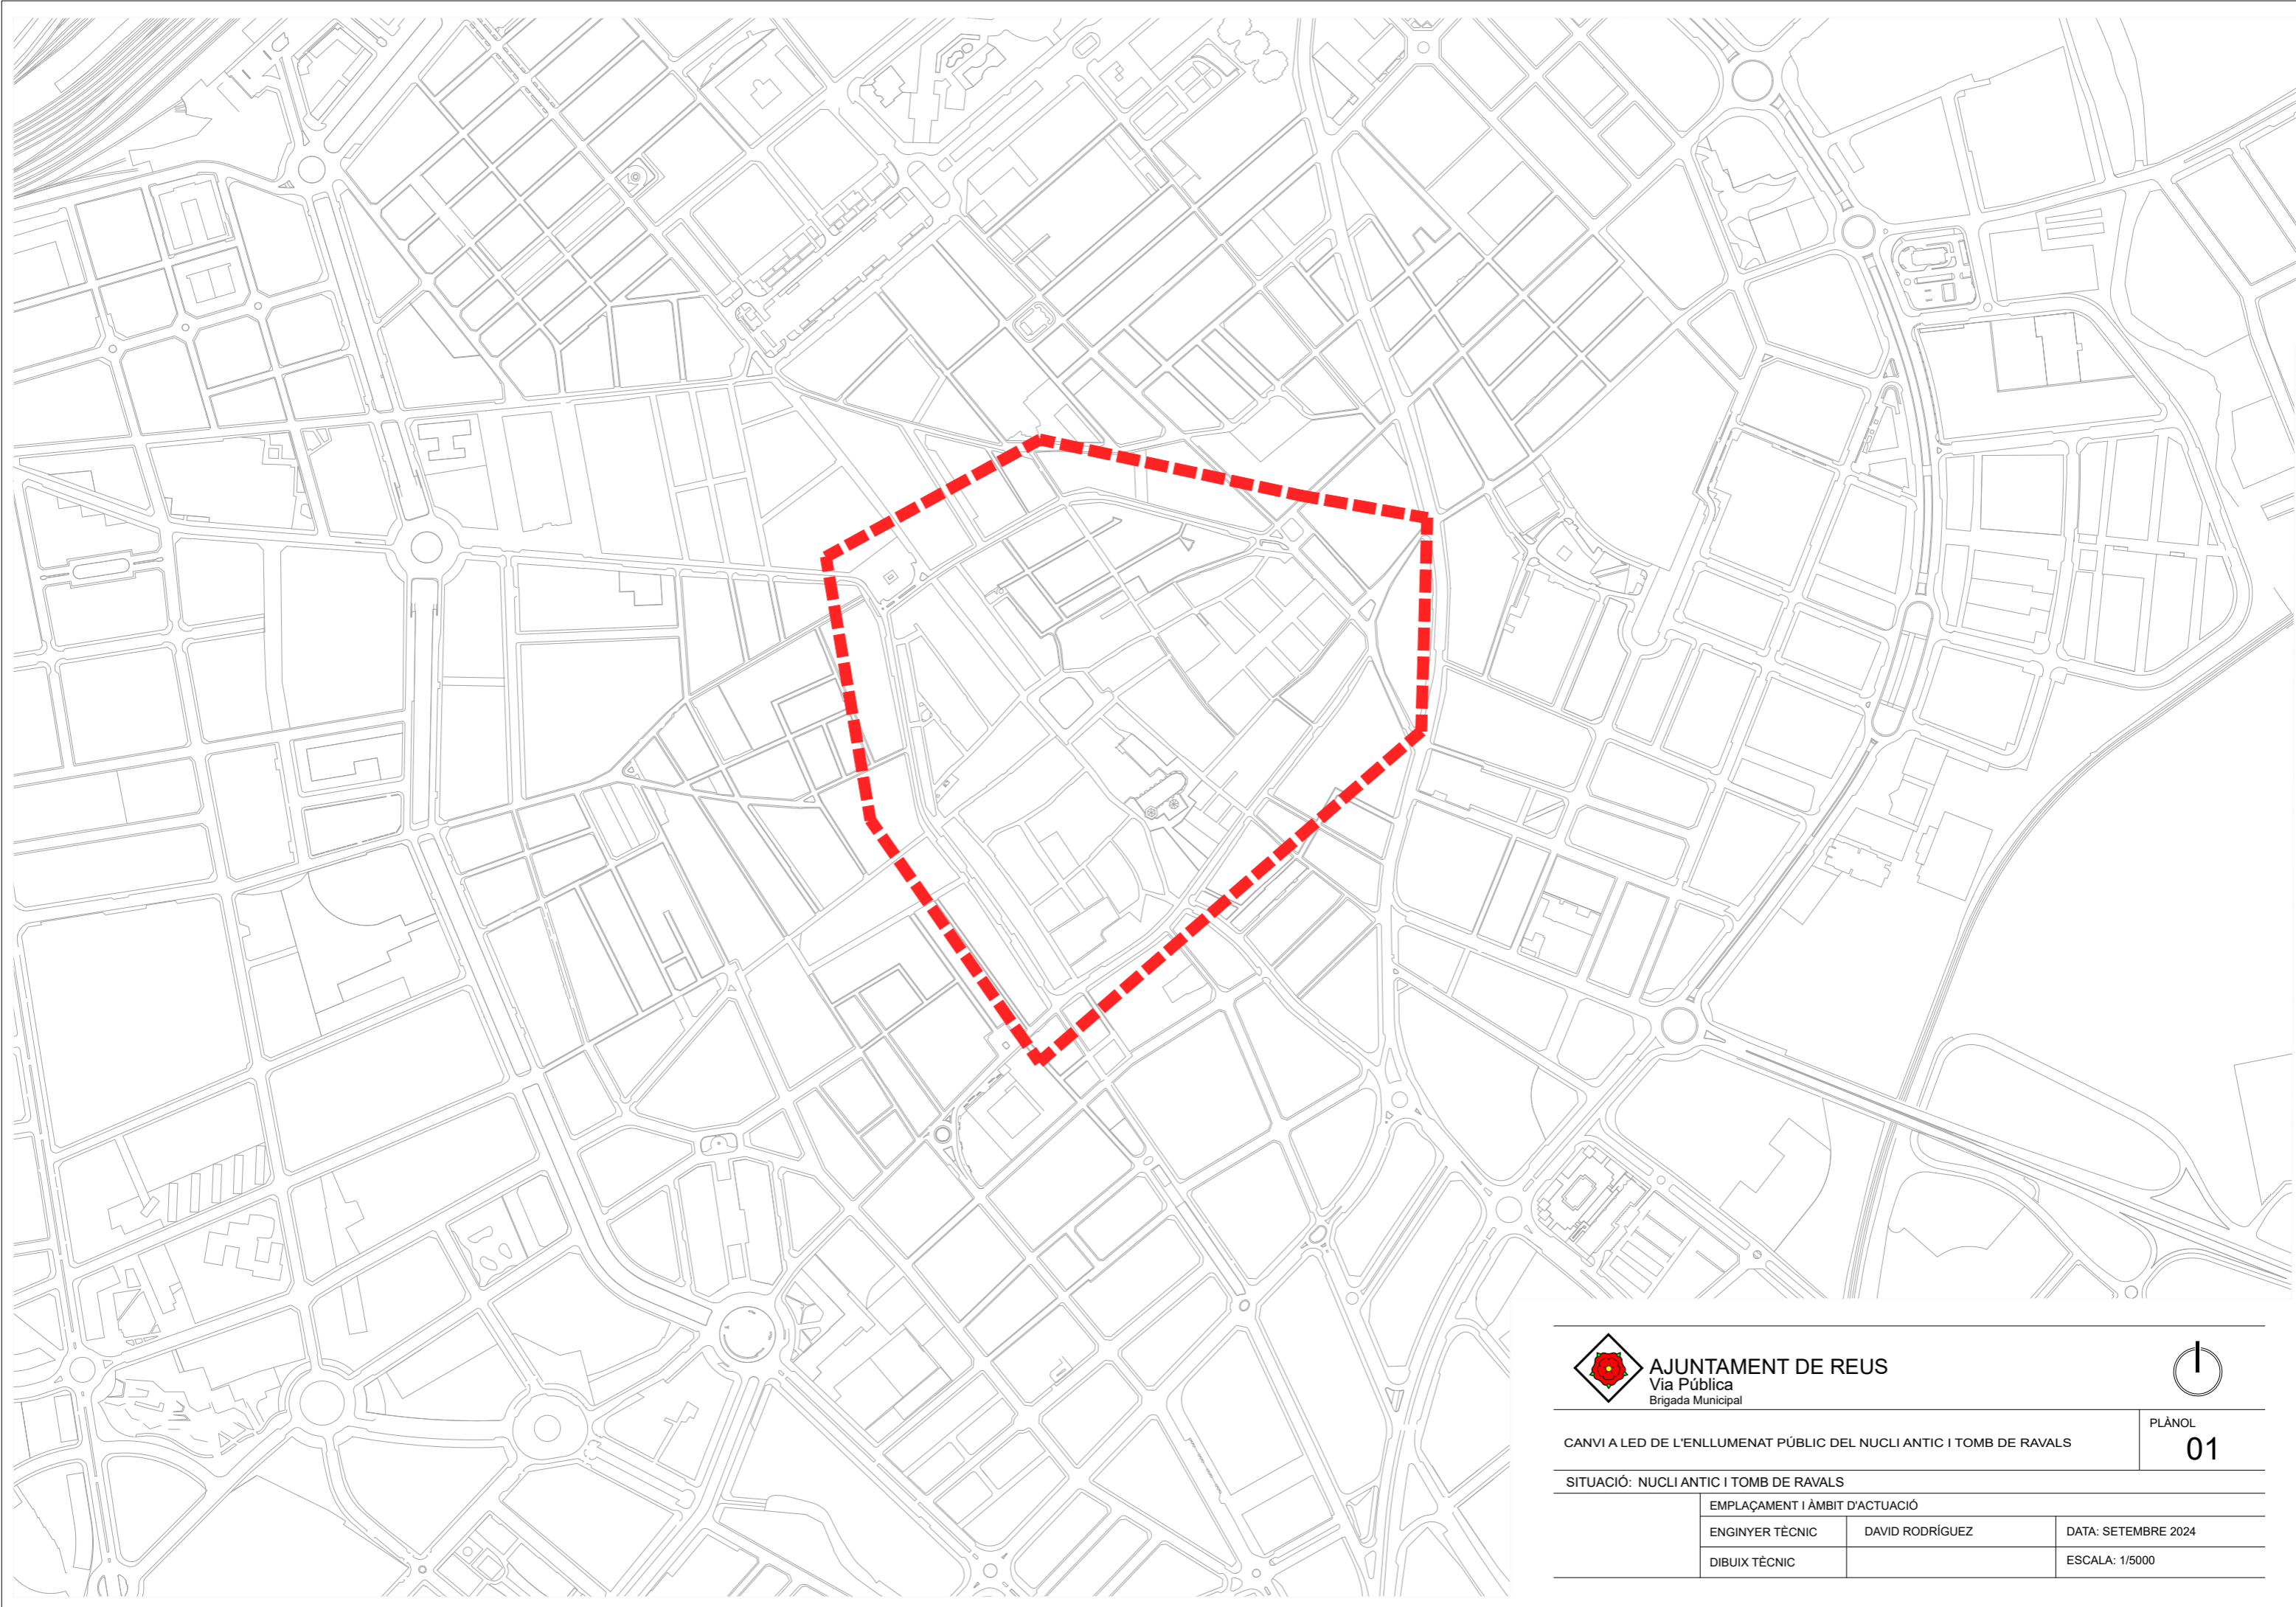 AJUNTAMENT DE REUS
Via Pública
Brigada Municipal
CANVI A LED DE L'ENLLUMENAT PÚBLIC DEL NUCLI ANTIC I TOMB DE RAVALS
PLÀNOL
01
SITUACIÓ: NUCLI ANTIC I TOMB DE RAVALS
EMPLAÇAMENT I ÀMBIT D'ACTUACIÓ
ENGINYER TÈCNIC DAVID RODRÍGUEZ DATA: SETEMBRE 2024
DIBUIX TÈCNIC ESCALA: 1/5000